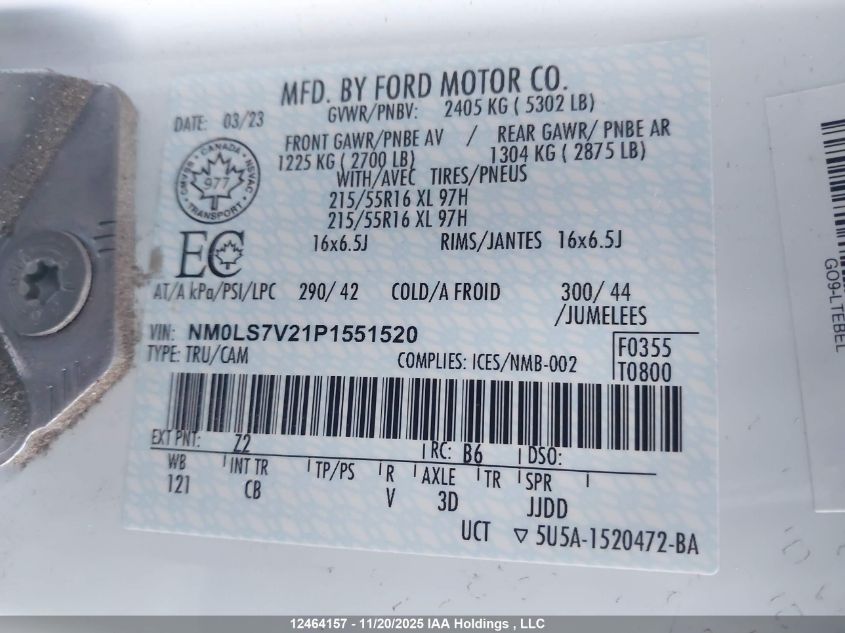 MFD. BY FORD MOTOR CO.
DATE: 03/23 GVWR/PNBV: 2405 KG ( 5302 LB)
FRONT GAWR/PNBE AV / REAR GAWR/ PNBE AR
1225 KG ( 2700 LB) 1304 KG ( 2875 LB)
WITH/AVEC TIRES/PNEUS
215/55R16 XL 97H
215/55R16 XL 97H
16x6.5J RIMS/JANTES 16x6.5J
CANADA
977
TRANSPORT
EC
AT/A kPa/PSI/LPC 290/ 42 COLD/A FROID 300/ 44
/JUMELEES
VIN: NM0LS7V21P1551520
TYPE: TRU/CAM COMPLIES: ICES/NMB-002
F0355
T0800
EXT PNT: Z2 RC: B6 DSO:
WB INT TR TP/PS R AXLE TR SPR
121 CB V 3D JJDD
UCT ▽ 5U5A-1520472-BA
GO9-LTEBEL
12464157 - 11/20/2025 IAA Holdings , LLC